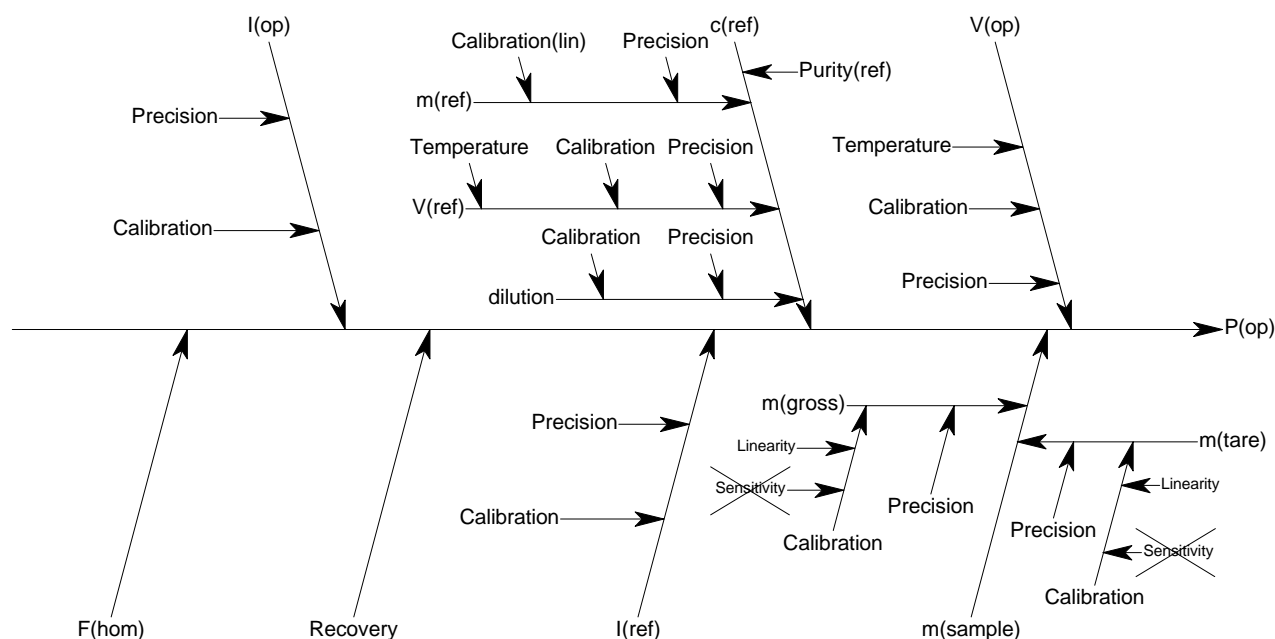 I(op)
c(ref)
V(op)
Calibration(lin)
Precision
Purity(ref)
m(ref)
Precision
Temperature
Calibration
Precision
Temperature
V(ref)
Calibration
Calibration
Calibration
Precision
Precision
dilution
P(op)
m(gross)
Precision
Linearity
m(tare)
Sensitivity
Linearity
Precision
Precision
Calibration
Calibration
Sensitivity
Calibration
F(hom)
Recovery
I(ref)
m(sample)